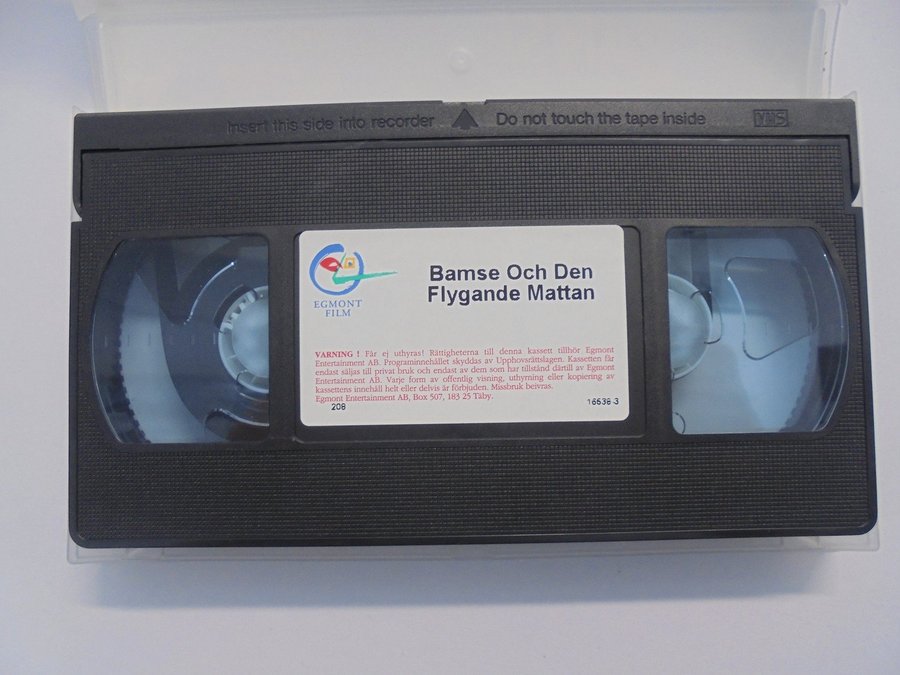 Insert this side into recorder Do not touch the tape inside VHS
EGMONT
FILM
Bamse Och Den
Flygande Mattan
VARNING ! Får ej uthyras! Rättigheterna till denna kassett tillhör Egmont
Entertainment AB. Programinnehållet skyddas av Upphovsrättslagen. Kassetten får
endast säljas till privat bruk och endast av dem som har tillstånd därtill av Egmont
Entertainment AB. Varje form av offentlig visning, uthyrning eller kopiering av
kassettens innehåll helt eller delvis är förbjuden. Missbruk beivras.
Egmont Entertainment AB, Box 507, 183 25 Täby.
208 16638-3